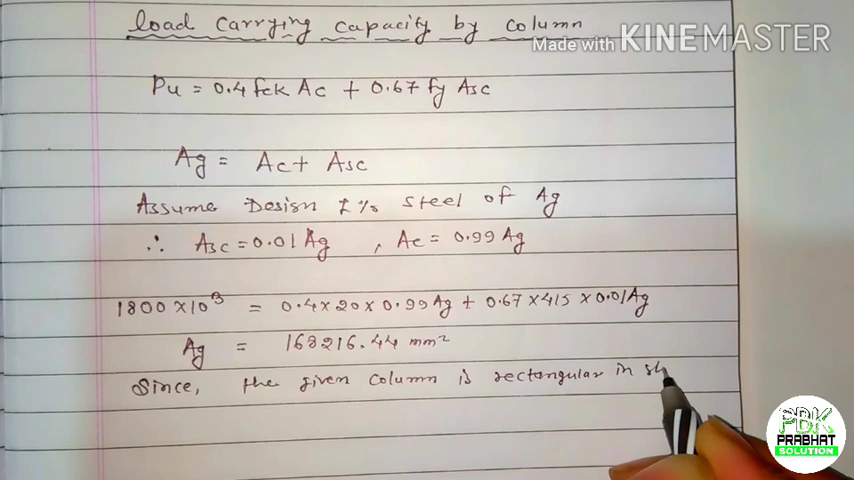 Load Carrying capacity by column
Made with KINEMASTER
Pu = 0.4 fck Ac + 0.67 fy Asc
Ag = Ac + Asc
Assume Design 1% steel of Ag
∴ Asc = 0.01 Ag , Ac = 0.99 Ag
1800 × 10³ = 0.4 × 20 × 0.99 Ag + 0.67 × 415 × 0.01 Ag
Ag = 168216.44 mm²
Since, the given column is rectangular in sh
PBK
PRABHAT
SOLUTION